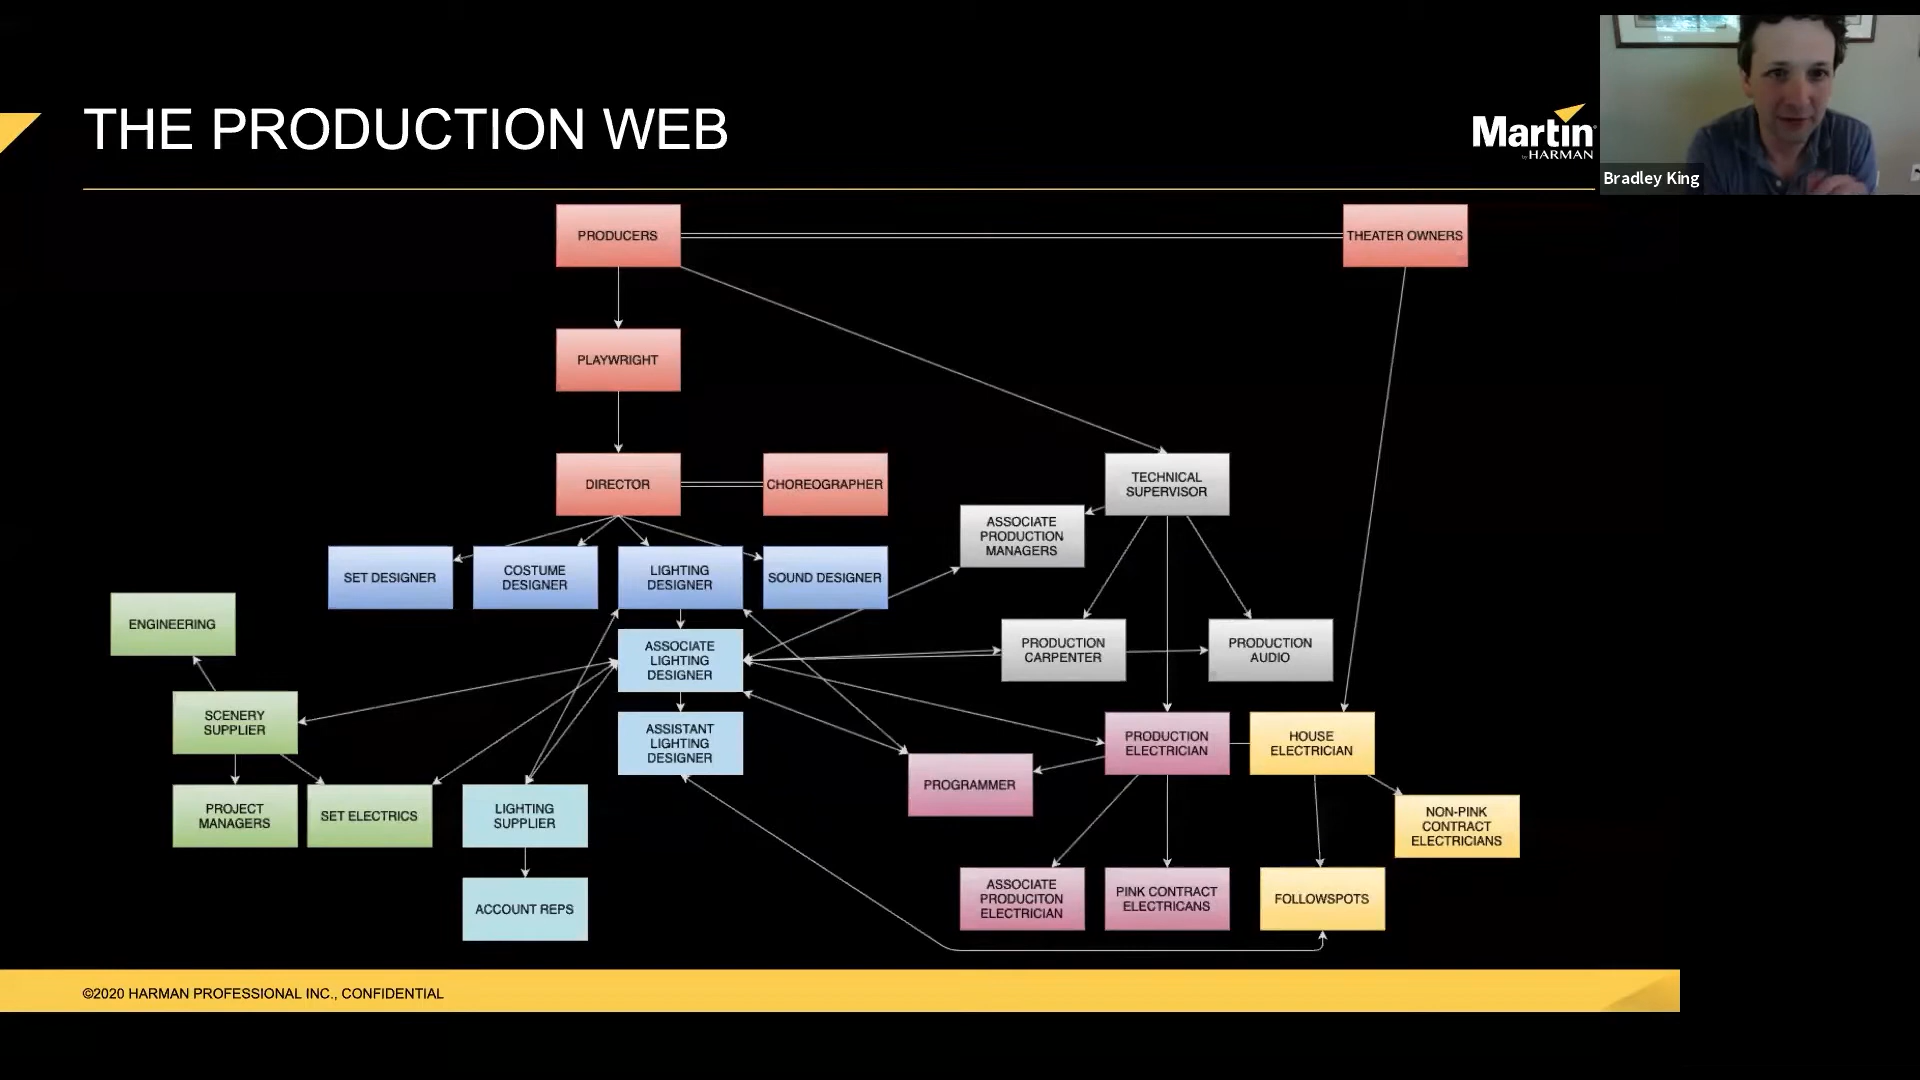 THE PRODUCTION WEB
Martin
by HARMAN
Bradley King
PRODUCERS
THEATER OWNERS
PLAYWRIGHT
DIRECTOR
CHOREOGRAPHER
TECHNICAL
SUPERVISOR
ASSOCIATE
PRODUCTION
MANAGERS
SET DESIGNER
COSTUME
DESIGNER
LIGHTING
DESIGNER
SOUND DESIGNER
ENGINEERING
ASSOCIATE
LIGHTING
DESIGNER
PRODUCTION
CARPENTER
PRODUCTION
AUDIO
SCENERY
SUPPLIER
ASSISTANT
LIGHTING
DESIGNER
PRODUCTION
ELECTRICIAN
HOUSE
ELECTRICIAN
PROGRAMMER
PROJECT
MANAGERS
SET ELECTRICS
LIGHTING
SUPPLIER
NON-PINK
CONTRACT
ELECTRICIANS
ACCOUNT REPS
ASSOCIATE
PRODUCITON
ELECTRICIAN
PINK CONTRACT
ELECTRICANS
FOLLOWSPOTS
©2020 HARMAN PROFESSIONAL INC., CONFIDENTIAL